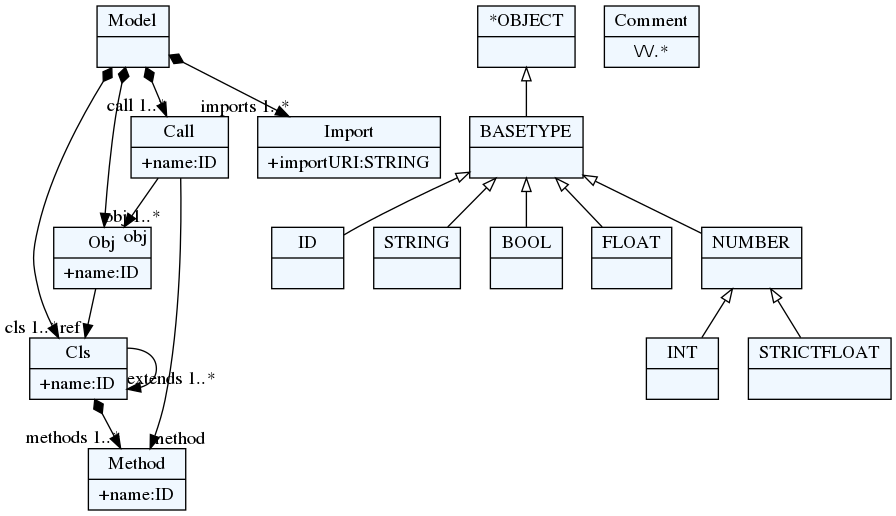 Model
*OBJECT
Comment
\/\/.*
call 1..*
imports 1..*
Call
+name:ID
Import
+importURI:STRING
BASETYPE
obj 1..*
obj
Obj
+name:ID
ID
STRING
BOOL
FLOAT
NUMBER
cls 1..*
ref
Cls
+name:ID
extends 1..*
INT
STRICTFLOAT
methods 1..*
method
Method
+name:ID